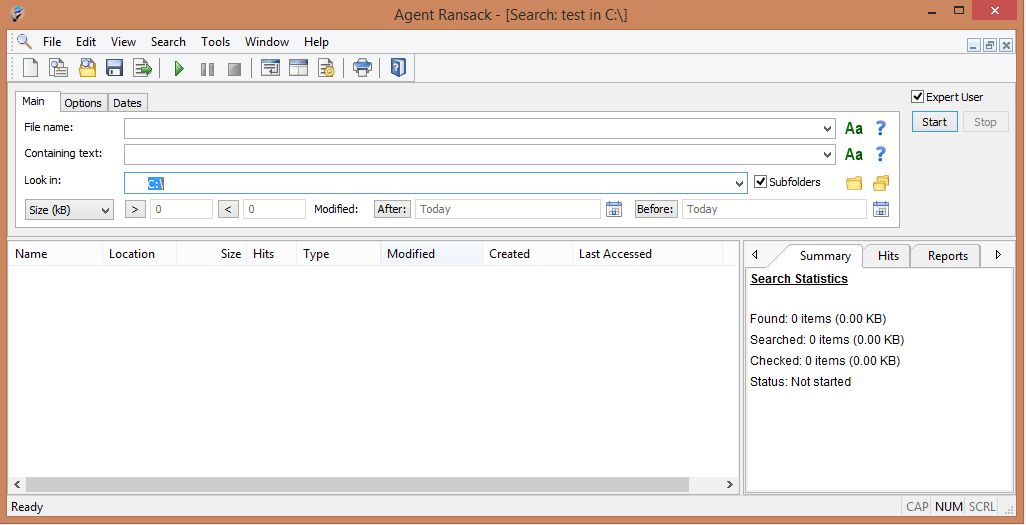 Agent Ransack - [Search: test in C:\]
File Edit View Search Tools Window Help
Main Options Dates
Expert User
File name: Aa ?
Start Stop
Containing text: Aa ?
Look in: C:\ Subfolders
Size (kB) > 0 < 0 Modified: After: Today Before: Today
Name Location Size Hits Type Modified Created Last Accessed
Summary Hits Reports
Search Statistics
Found: 0 items (0.00 KB)
Searched: 0 items (0.00 KB)
Checked: 0 items (0.00 KB)
Status: Not started
Ready
CAP NUM SCRL